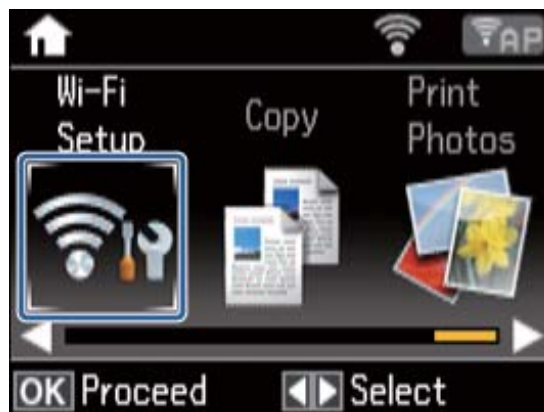 AP
Wi-Fi
Setup
Copy
Print
Photos
OK Proceed
Select